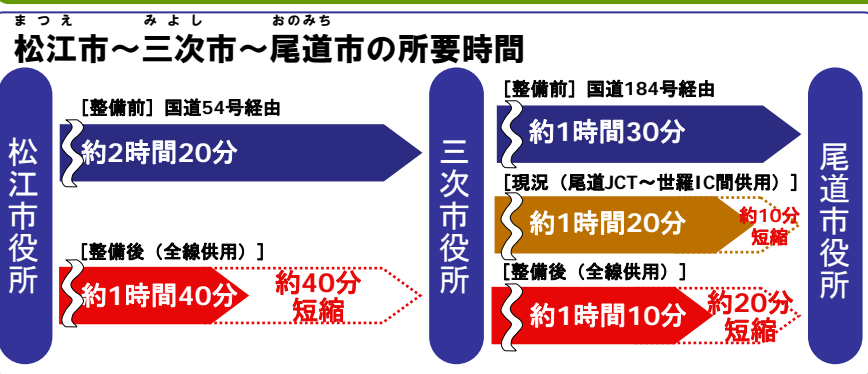 まつえ みよし おのみち
松江市～三次市～尾道市の所要時間
松江市役所
［整備前］国道54号経由
約2時間20分
［整備後（全線供用）］
約1時間40分
約40分
短縮
三次市役所
［整備前］国道184号経由
約1時間30分
［現況（尾道JCT～世羅IC間供用）］
約1時間20分
約10分
短縮
［整備後（全線供用）］
約1時間10分
約20分
短縮
尾道市役所